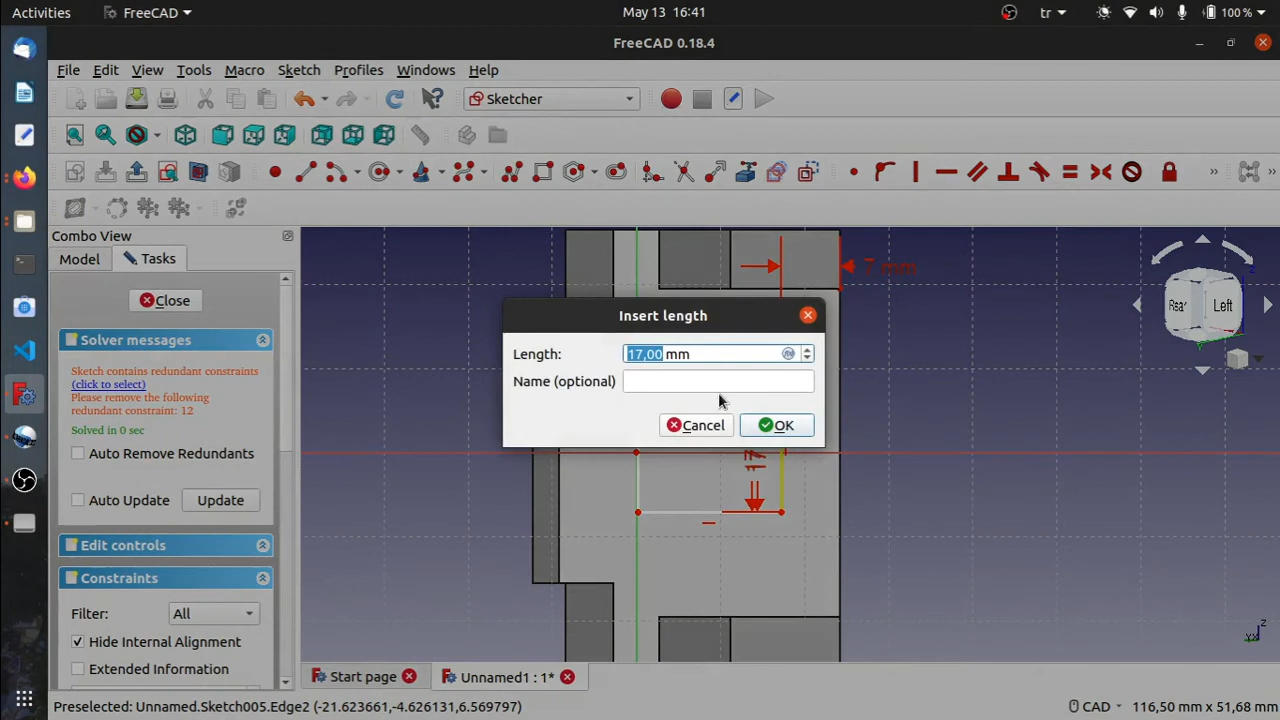 Activities
FreeCAD
May 13 16:41
tr
100 %
FreeCAD 0.18.4
File Edit View Tools Macro Sketch Profiles Windows Help
Sketcher
Combo View
Model
Tasks
Close
Solver messages
Sketch contains redundant constraints
(click to select)
Please remove the following
redundant constraint: 12
Solved in 0 sec
Auto Remove Redundants
Auto Update
Update
Edit controls
Constraints
Filter:
All
Hide Internal Alignment
Extended Information
7 mm
Insert length
Length:
17,00 mm
Name (optional)
Cancel
OK
17
Rear
Left
z
z
Start page
Unnamed1 : 1*
Preselected: Unnamed.Sketch005.Edge2 (-21.623661,-4.626131,6.569797)
CAD
116,50 mm x 51,68 mm